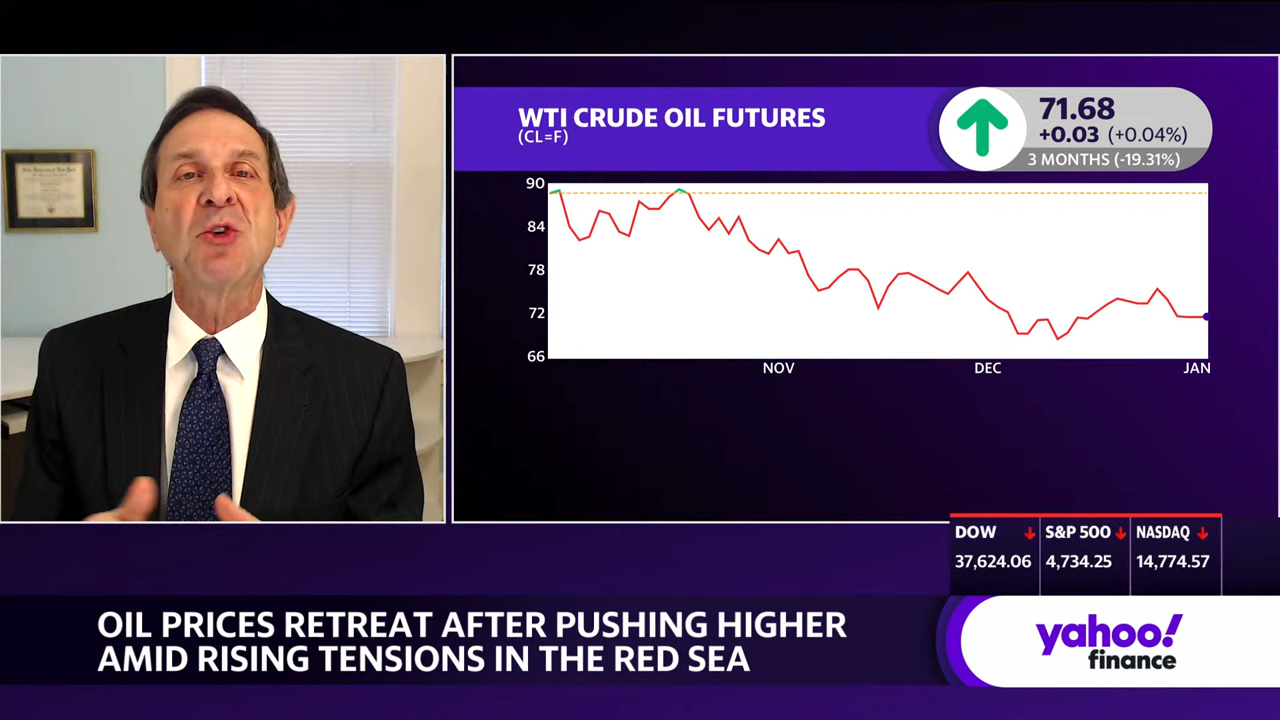 WTI CRUDE OIL FUTURES
(CL=F)
71.68
+0.03 (+0.04%)
3 MONTHS (-19.31%)
90
84
78
72
66
NOV DEC JAN
DOW S&P 500 NASDAQ
37,624.06 4,734.25 14,774.57
OIL PRICES RETREAT AFTER PUSHING HIGHER
AMID RISING TENSIONS IN THE RED SEA
yahoo!
finance